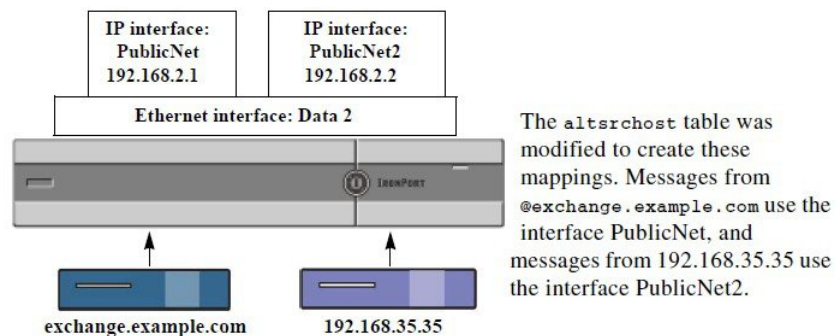 IP interface:
PublicNet
192.168.2.1
IP interface:
PublicNet2
192.168.2.2
Ethernet interface: Data 2
IRONPORT
exchange.example.com
192.168.35.35
The altsrchost table was
modified to create these
mappings. Messages from
@exchange.example.com use the
interface PublicNet, and
messages from 192.168.35.35 use
the interface PublicNet2.